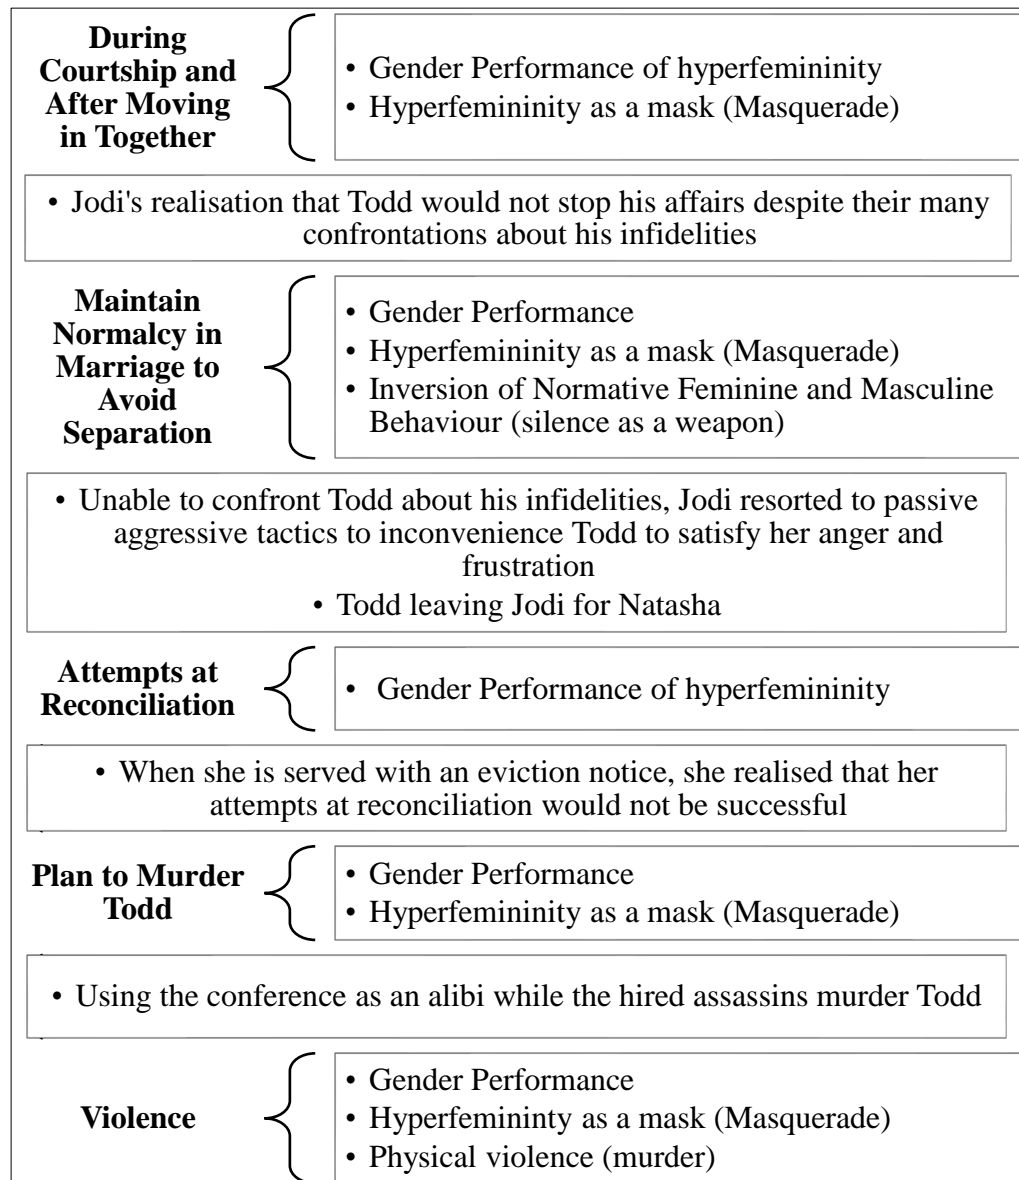 During
Courtship and
After Moving
in Together
• Gender Performance of hyperfemininity
• Hyperfemininity as a mask (Masquerade)
• Jodi's realisation that Todd would not stop his affairs despite their many
confrontations about his infidelities
Maintain
Normalcy in
Marriage to
Avoid
Separation
• Gender Performance
• Hyperfemininity as a mask (Masquerade)
• Inversion of Normative Feminine and Masculine
Behaviour (silence as a weapon)
• Unable to confront Todd about his infidelities, Jodi resorted to passive
aggressive tactics to inconvenience Todd to satisfy her anger and
frustration
• Todd leaving Jodi for Natasha
Attempts at
Reconciliation
• Gender Performance of hyperfemininity
• When she is served with an eviction notice, she realised that her
attempts at reconciliation would not be successful
Plan to Murder
Todd
• Gender Performance
• Hyperfemininity as a mask (Masquerade)
• Using the conference as an alibi while the hired assassins murder Todd
Violence
• Gender Performance
• Hyperfemininty as a mask (Masquerade)
• Physical violence (murder)